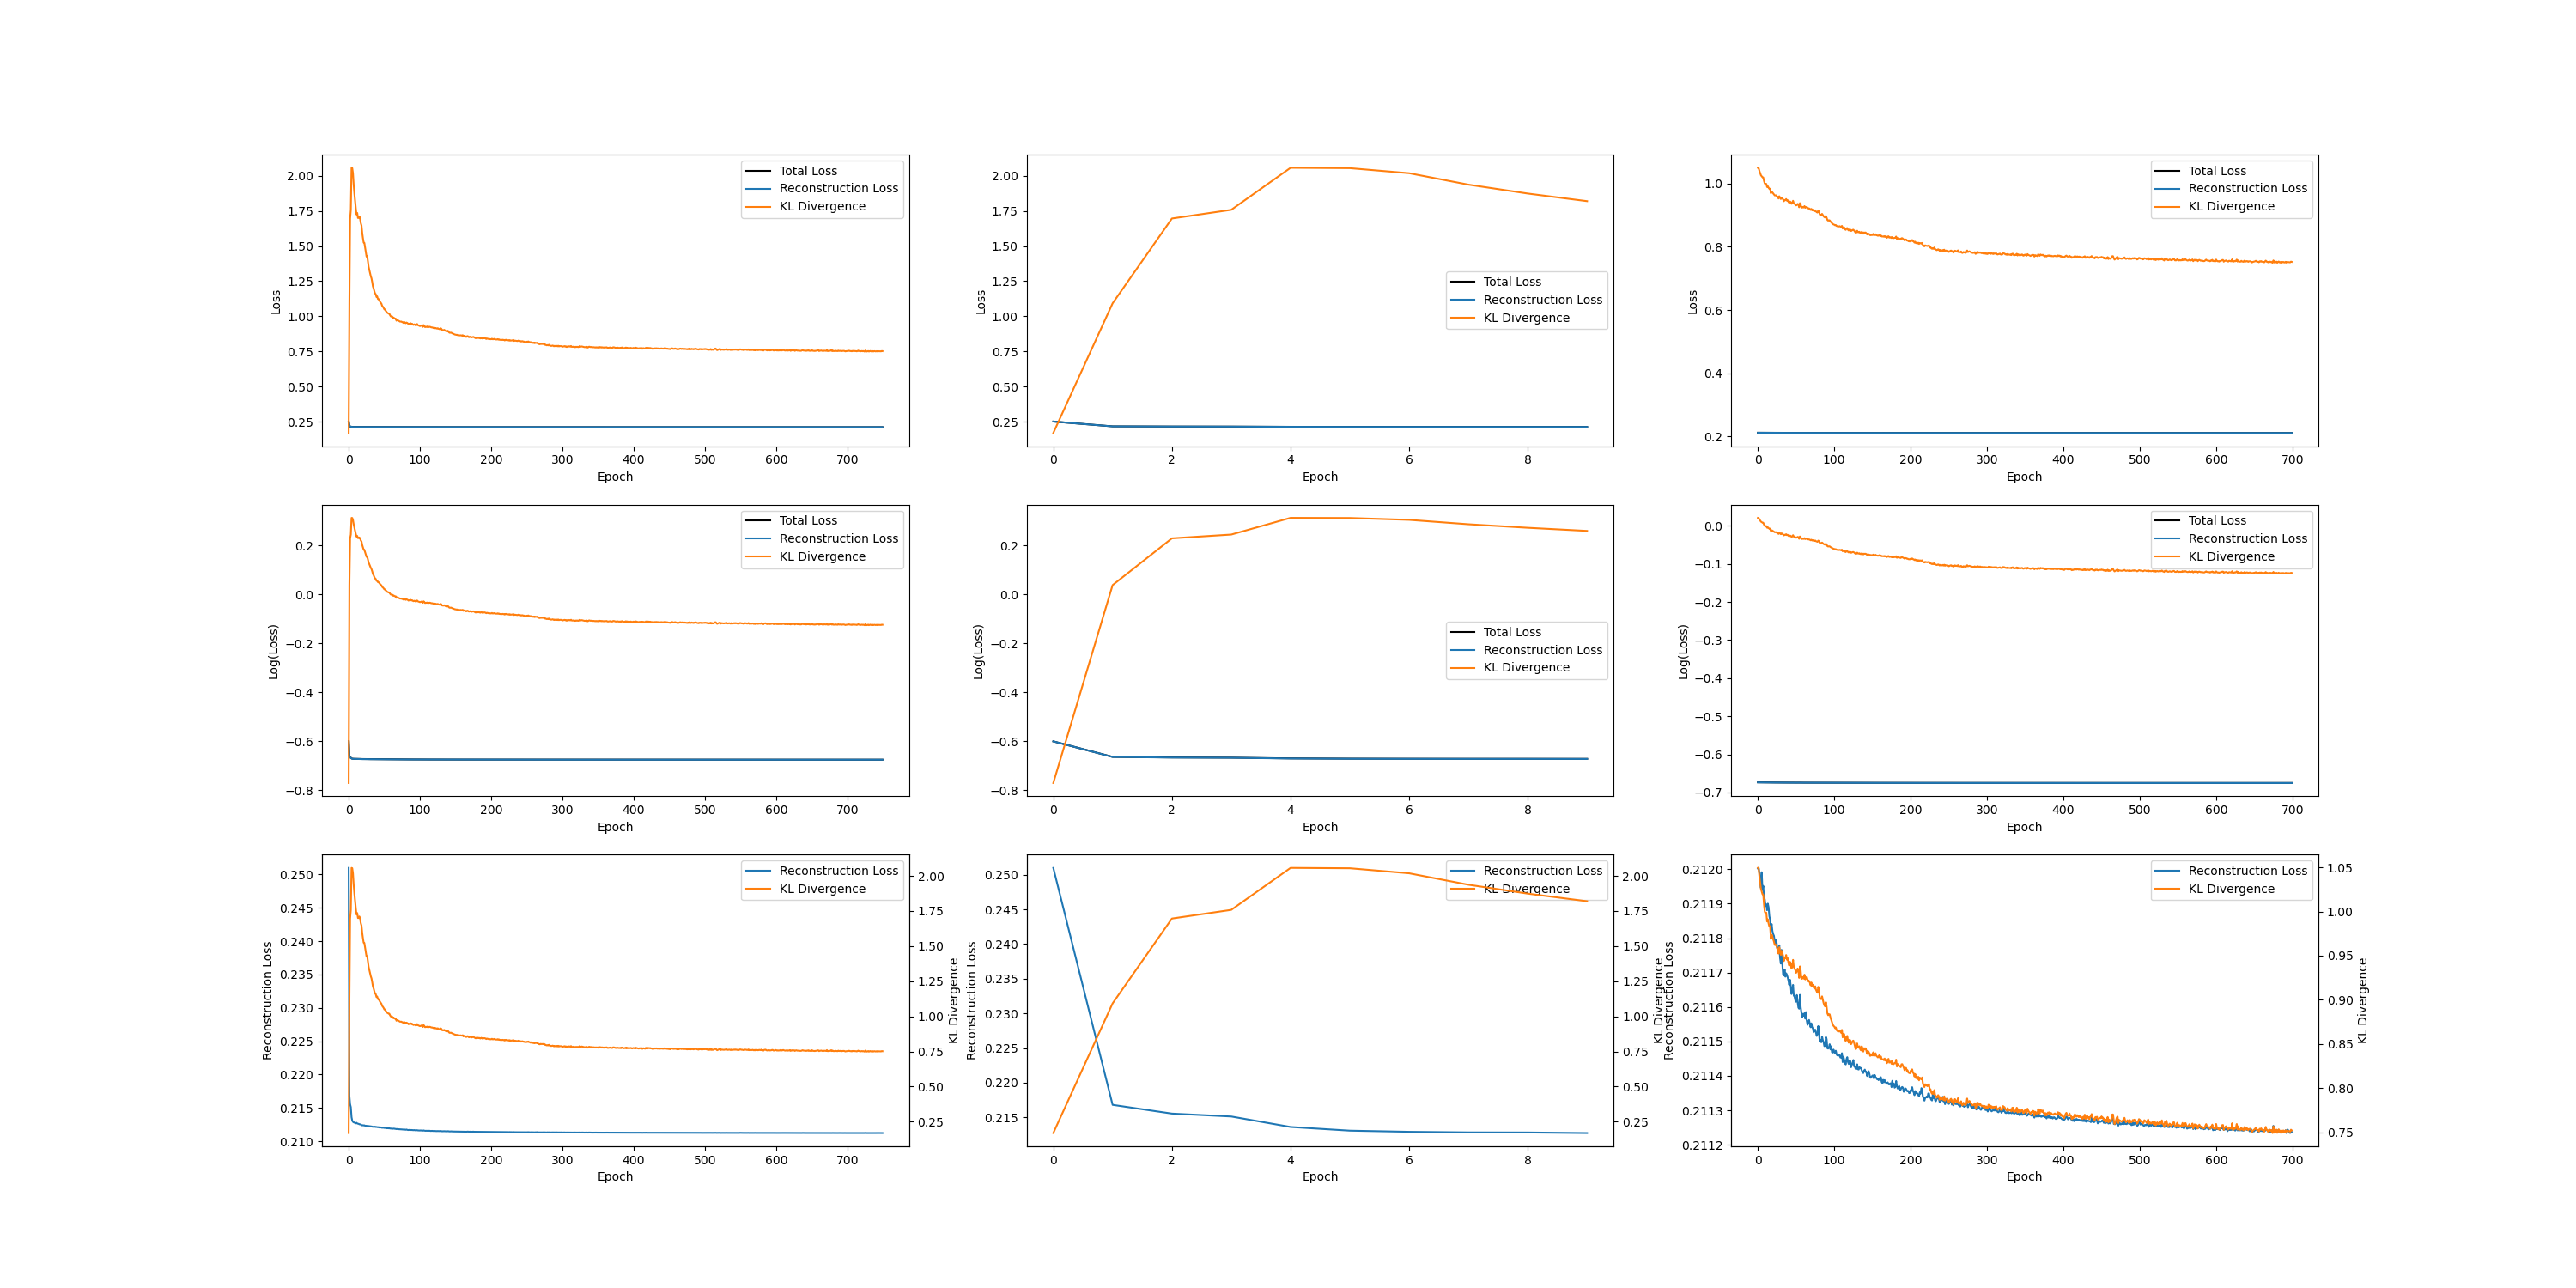 Total Loss
Reconstruction Loss
KL Divergence
2.00
1.75
1.50
1.25
1.00
0.75
0.50
0.25
Loss
0 100 200 300 400 500 600 700
Epoch
Total Loss
Reconstruction Loss
KL Divergence
2.00
1.75
1.50
1.25
1.00
0.75
0.50
0.25
Loss
0 2 4 6 8
Epoch
Total Loss
Reconstruction Loss
KL Divergence
1.0
0.8
0.6
0.4
0.2
Loss
0 100 200 300 400 500 600 700
Epoch
Total Loss
Reconstruction Loss
KL Divergence
0.2
0.0
−0.2
−0.4
−0.6
−0.8
Log(Loss)
0 100 200 300 400 500 600 700
Epoch
Total Loss
Reconstruction Loss
KL Divergence
0.2
0.0
−0.2
−0.4
−0.6
−0.8
Log(Loss)
0 2 4 6 8
Epoch
Total Loss
Reconstruction Loss
KL Divergence
0.0
−0.1
−0.2
−0.3
−0.4
−0.5
−0.6
−0.7
Log(Loss)
0 100 200 300 400 500 600 700
Epoch
Reconstruction Loss
KL Divergence
0.250
0.245
0.240
0.235
0.230
0.225
0.220
0.215
0.210
Reconstruction Loss
0 100 200 300 400 500 600 700
Epoch
2.00
1.75
1.50
1.25
1.00
0.75
0.50
0.25
KL Divergence
Reconstruction Loss
KL Divergence
0.250
0.245
0.240
0.235
0.230
0.225
0.220
0.215
Reconstruction Loss
0 2 4 6 8
Epoch
2.00
1.75
1.50
1.25
1.00
0.75
0.50
0.25
KL Divergence
Reconstruction Loss
KL Divergence
0.2120
0.2119
0.2118
0.2117
0.2116
0.2115
0.2114
0.2113
0.2112
Reconstruction Loss
0 100 200 300 400 500 600 700
Epoch
1.05
1.00
0.95
0.90
0.85
0.80
0.75
KL Divergence